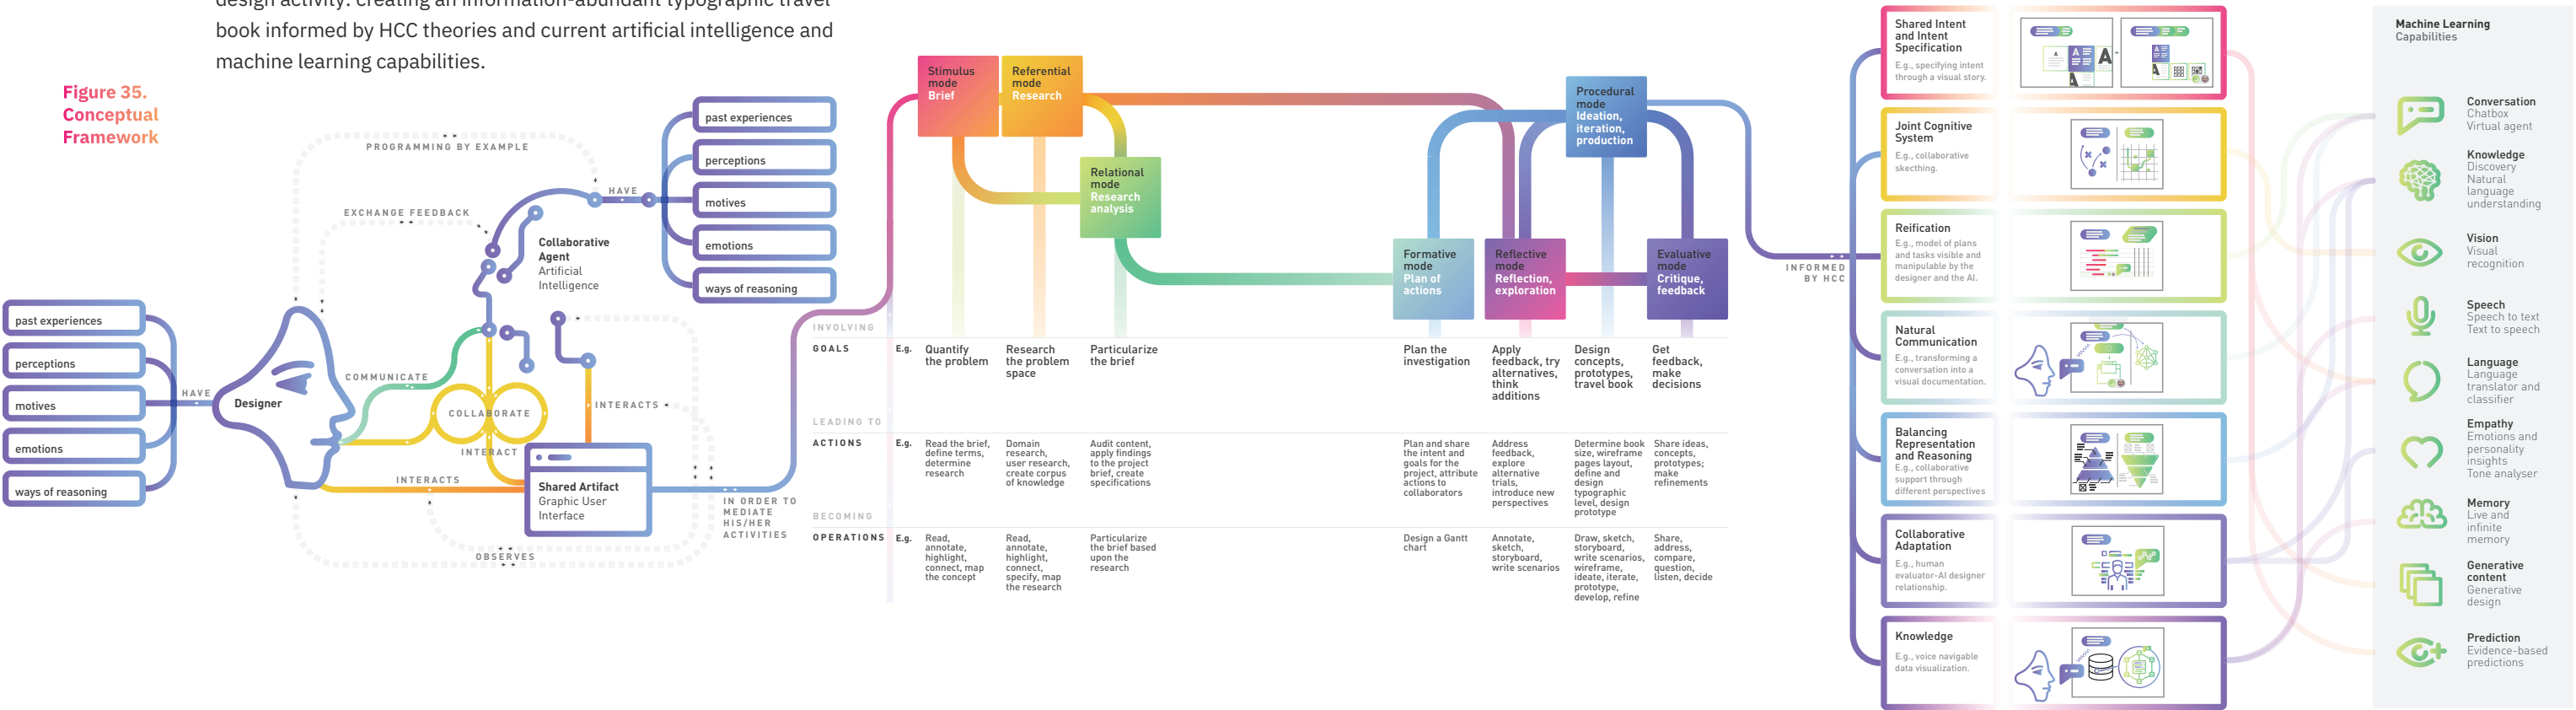 design activity: creating an information-abundant typographic travel
book informed by HCC theories and current artificial intelligence and
machine learning capabilities.
Figure 35.
Conceptual
Framework
past experiences
perceptions
motives
emotions
ways of reasoning
HAVE
Designer
PROGRAMMING BY EXAMPLE
EXCHANGE FEEDBACK
COMMUNICATE
COLLABORATE
INTERACT
INTERACTS
OBSERVES
Collaborative
Agent
Artificial
Intelligence
HAVE
past experiences
perceptions
motives
emotions
ways of reasoning
INTERACTS
Shared Artifact
Graphic User
Interface
IN ORDER TO
MEDIATE
HIS/HER
ACTIVITIES
Stimulus
mode
Brief
Referential
mode
Research
Relational
mode
Research
analysis
Formative
mode
Plan of
actions
Reflective
mode
Reflection,
exploration
Procedural
mode
Ideation,
iteration,
production
Evaluative
mode
Critique,
feedback
INVOLVING
GOALS
E.g.
Quantify
the problem
Research
the problem
space
Particularize
the brief
Plan the
investigation
Apply
feedback, try
alternatives,
think
additions
Design
concepts,
prototypes,
travel book
Get
feedback,
make
decisions
LEADING TO
ACTIONS
E.g.
Read the brief,
define terms,
determine
research
Domain
research,
user research,
create corpus
of knowledge
Audit content,
apply findings
to the project
brief, create
specifications
Plan and share
the intent and
goals for the
project, attribute
actions to
collaborators
Address
feedback,
explore
alternative
trials,
introduce new
perspectives
Determine book
size, wireframe
pages layout,
define and
design
typographic
level, design
prototype
Share ideas,
concepts,
prototypes;
make
refinements
BECOMING
OPERATIONS
E.g.
Read,
annotate,
highlight,
connect, map
the concept
Read,
annotate,
highlight,
connect,
specify, map
the research
Particularize
the brief based
upon the
research
Design a Gantt
chart
Annotate,
sketch,
storyboard,
write scenarios
Draw, sketch,
storyboard,
write scenarios,
wireframe,
ideate, iterate,
prototype,
develop, refine
Share,
address,
compare,
question,
listen, decide
INFORMED
BY HCC
Shared Intent
and Intent
Specification
E.g., specifying intent
through a visual story.
Joint Cognitive
System
E.g., collaborative
skecthing.
Reification
E.g., model of plans
and tasks visible and
manipulable by the
designer and the AI.
Natural
Communication
E.g., transforming a
conversation into a
visual documentation.
Balancing
Representation
and Reasoning
E.g., collaborative
support through
different perspectives
Collaborative
Adaptation
E.g., human
evaluator-AI designer
relationship.
Knowledge
E.g., voice navigable
data visualization.
Machine Learning
Capabilities
Conversation
Chatbox
Virtual agent
Knowledge
Discovery
Natural
language
understanding
Vision
Visual
recognition
Speech
Speech to text
Text to speech
Language
Language
translator and
classifier
Empathy
Emotions and
personality
insights
Tone analyser
Memory
Live and
infinite
memory
Generative
content
Generative
design
Prediction
Evidence-based
predictions